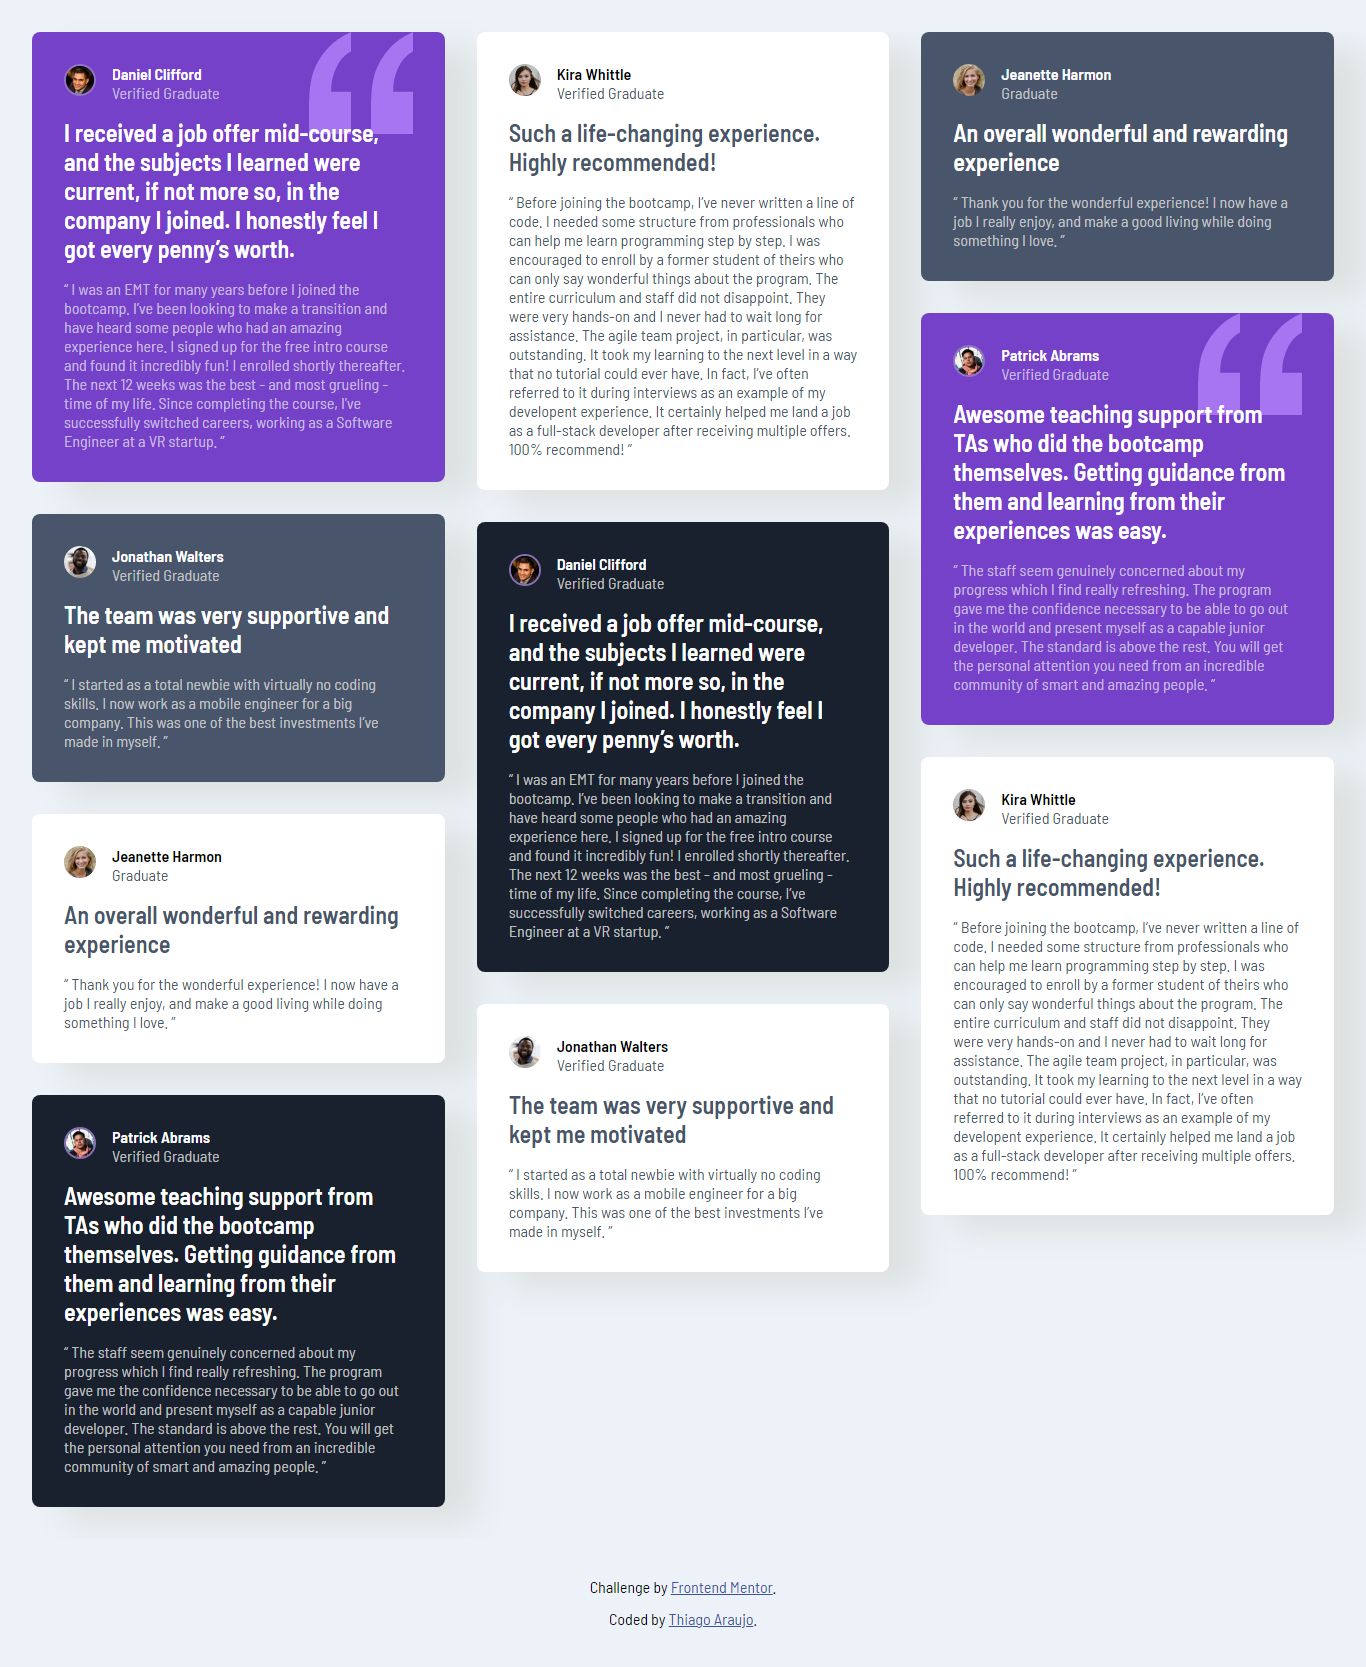 Daniel Clifford
Verified Graduate
I received a job offer mid-course,
and the subjects I learned were
current, if not more so, in the
company I joined. I honestly feel I
got every penny’s worth.
“ I was an EMT for many years before I joined the
bootcamp. I’ve been looking to make a transition and
have heard some people who had an amazing
experience here. I signed up for the free intro course
and found it incredibly fun! I enrolled shortly thereafter.
The next 12 weeks was the best - and most grueling -
time of my life. Since completing the course, I’ve
successfully switched careers, working as a Software
Engineer at a VR startup. ”
Jonathan Walters
Verified Graduate
The team was very supportive and
kept me motivated
“ I started as a total newbie with virtually no coding
skills. I now work as a mobile engineer for a big
company. This was one of the best investments I’ve
made in myself. ”
Jeanette Harmon
Graduate
An overall wonderful and rewarding
experience
“ Thank you for the wonderful experience! I now have a
job I really enjoy, and make a good living while doing
something I love. ”
Patrick Abrams
Verified Graduate
Awesome teaching support from
TAs who did the bootcamp
themselves. Getting guidance from
them and learning from their
experiences was easy.
“ The staff seem genuinely concerned about my
progress which I find really refreshing. The program
gave me the confidence necessary to be able to go out
in the world and present myself as a capable junior
developer. The standard is above the rest. You will get
the personal attention you need from an incredible
community of smart and amazing people. ”
Kira Whittle
Verified Graduate
Such a life-changing experience.
Highly recommended!
“ Before joining the bootcamp, I’ve never written a line of
code. I needed some structure from professionals who
can help me learn programming step by step. I was
encouraged to enroll by a former student of theirs who
can only say wonderful things about the program. The
entire curriculum and staff did not disappoint. They
were very hands-on and I never had to wait long for
assistance. The agile team project, in particular, was
outstanding. It took my learning to the next level in a way
that no tutorial could ever have. In fact, I’ve often
referred to it during interviews as an example of my
developent experience. It certainly helped me land a job
as a full-stack developer after receiving multiple offers.
100% recommend! ”
Daniel Clifford
Verified Graduate
I received a job offer mid-course,
and the subjects I learned were
current, if not more so, in the
company I joined. I honestly feel I
got every penny’s worth.
“ I was an EMT for many years before I joined the
bootcamp. I’ve been looking to make a transition and
have heard some people who had an amazing
experience here. I signed up for the free intro course
and found it incredibly fun! I enrolled shortly thereafter.
The next 12 weeks was the best - and most grueling -
time of my life. Since completing the course, I’ve
successfully switched careers, working as a Software
Engineer at a VR startup. ”
Jonathan Walters
Verified Graduate
The team was very supportive and
kept me motivated
“ I started as a total newbie with virtually no coding
skills. I now work as a mobile engineer for a big
company. This was one of the best investments I’ve
made in myself. ”
Jeanette Harmon
Graduate
An overall wonderful and rewarding
experience
“ Thank you for the wonderful experience! I now have a
job I really enjoy, and make a good living while doing
something I love. ”
Patrick Abrams
Verified Graduate
Awesome teaching support from
TAs who did the bootcamp
themselves. Getting guidance from
them and learning from their
experiences was easy.
“ The staff seem genuinely concerned about my
progress which I find really refreshing. The program
gave me the confidence necessary to be able to go out
in the world and present myself as a capable junior
developer. The standard is above the rest. You will get
the personal attention you need from an incredible
community of smart and amazing people. ”
Kira Whittle
Verified Graduate
Such a life-changing experience.
Highly recommended!
“ Before joining the bootcamp, I’ve never written a line of
code. I needed some structure from professionals who
can help me learn programming step by step. I was
encouraged to enroll by a former student of theirs who
can only say wonderful things about the program. The
entire curriculum and staff did not disappoint. They
were very hands-on and I never had to wait long for
assistance. The agile team project, in particular, was
outstanding. It took my learning to the next level in a way
that no tutorial could ever have. In fact, I’ve often
referred to it during interviews as an example of my
developent experience. It certainly helped me land a job
as a full-stack developer after receiving multiple offers.
100% recommend! ”
Challenge by Frontend Mentor.
Coded by Thiago Araujo.